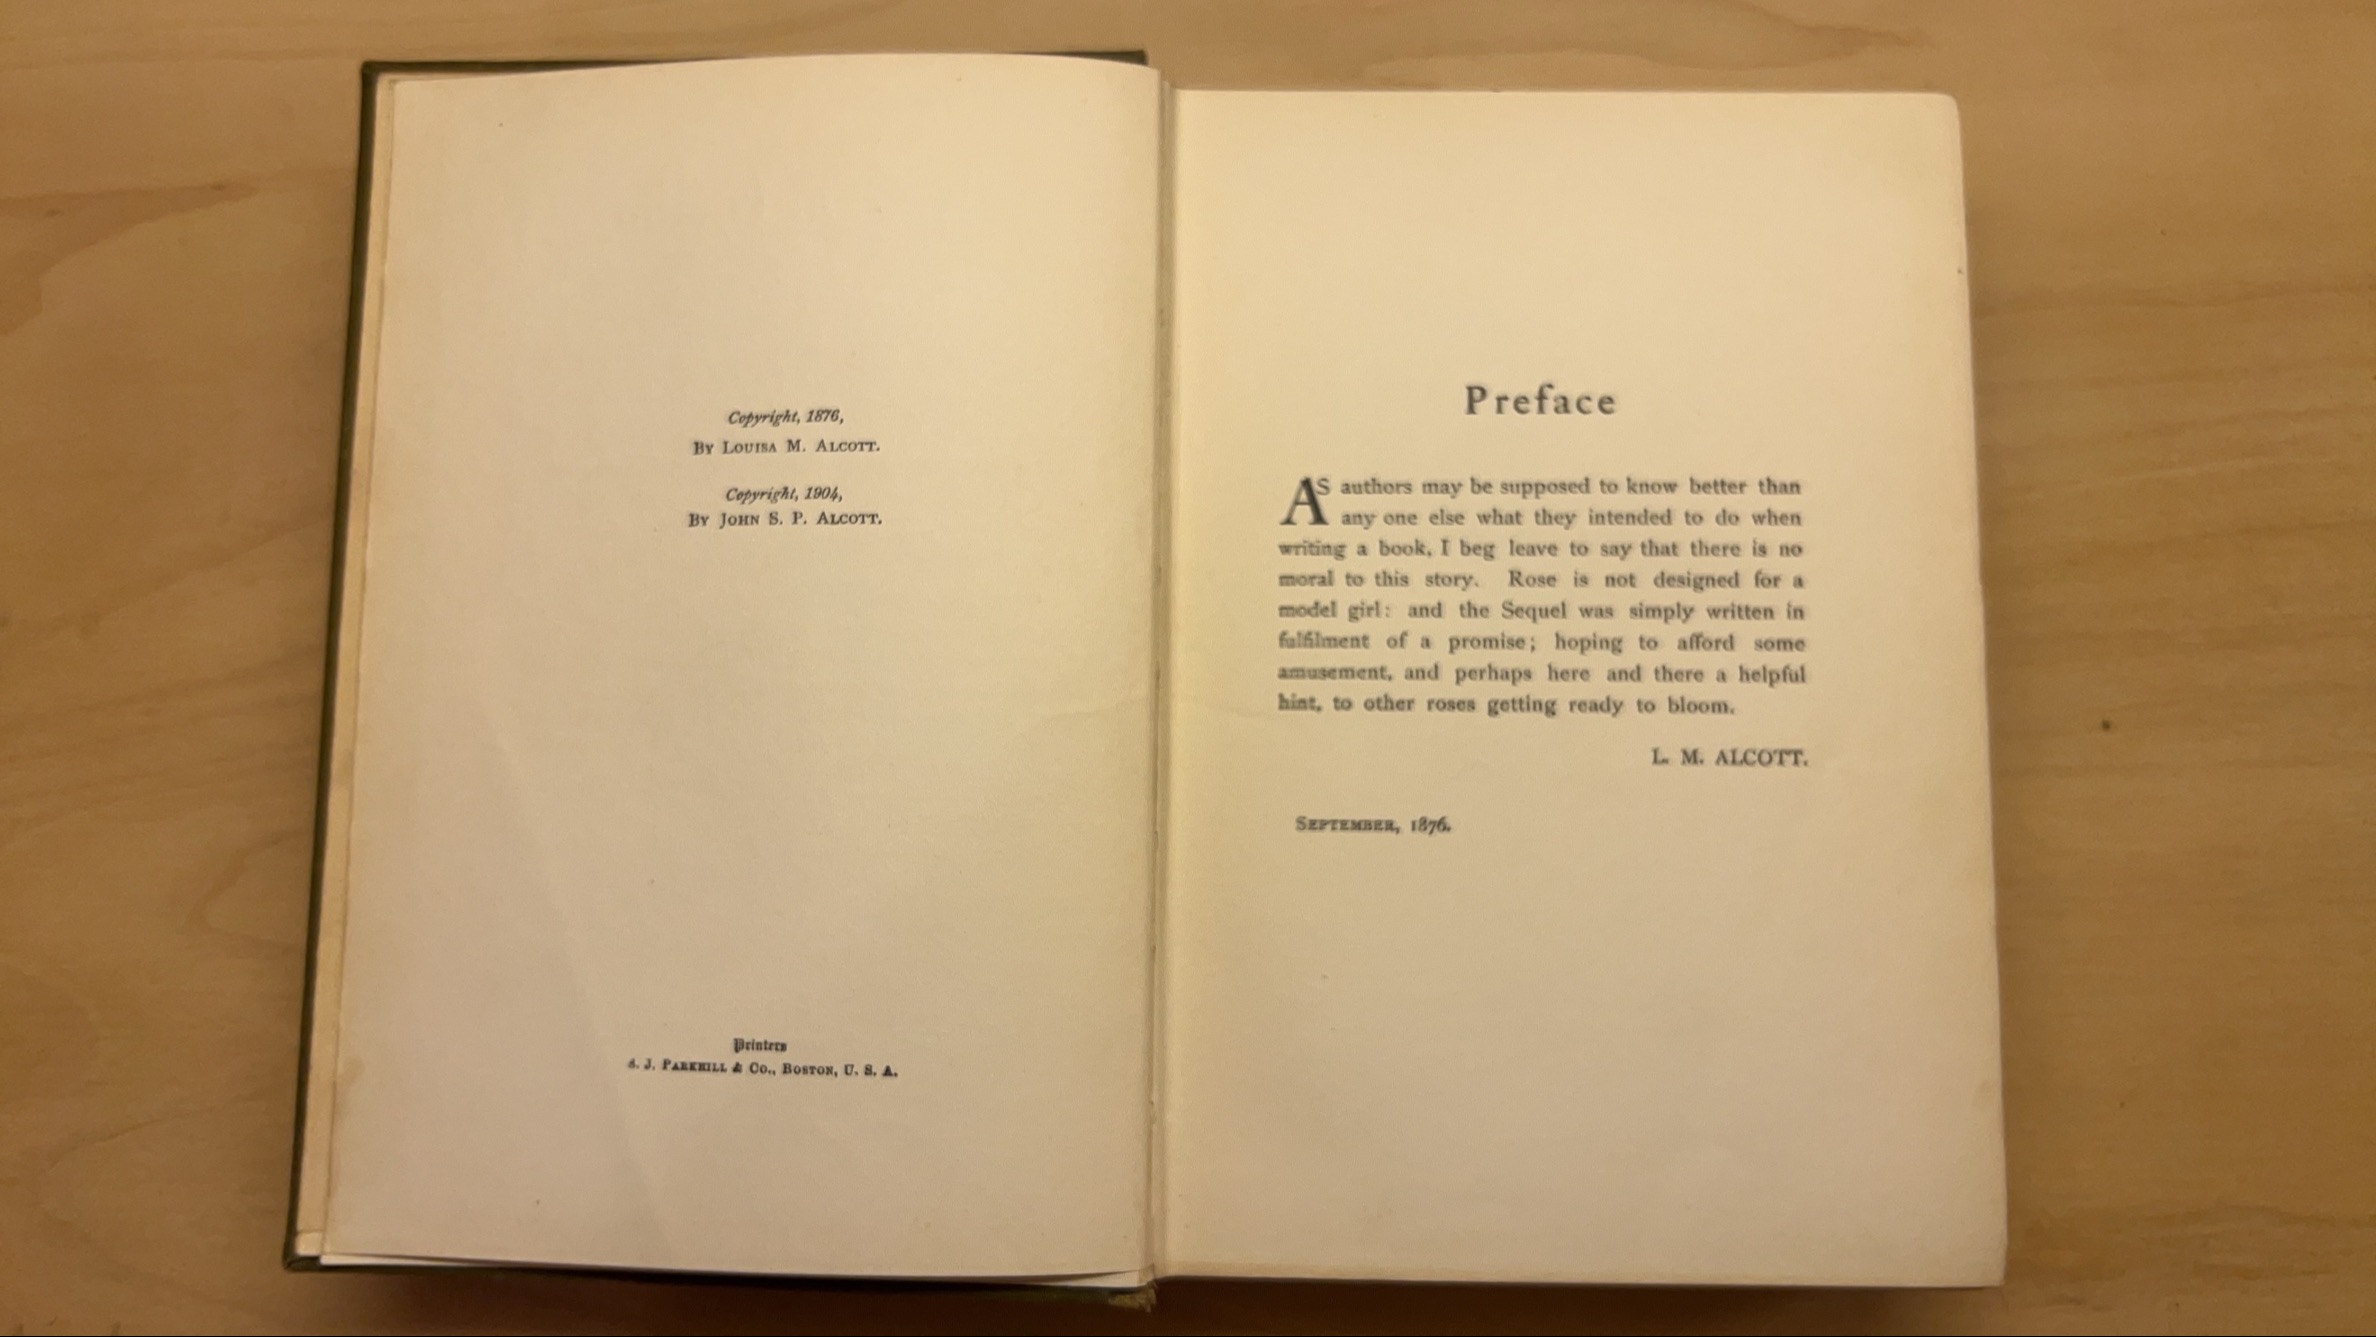 Copyright, 1876,
By Louisa M. Alcott.
Copyright, 1904,
By John S. P. Alcott.
Printers
S. J. Parkhill & Co., Boston, U. S. A.
Preface
As authors may be supposed to know better than
any one else what they intended to do when
writing a book, I beg leave to say that there is no
moral to this story. Rose is not designed for a
model girl: and the Sequel was simply written in
fulfilment of a promise; hoping to afford some
amusement, and perhaps here and there a helpful
hint, to other roses getting ready to bloom.
L. M. ALCOTT.
September, 1876.